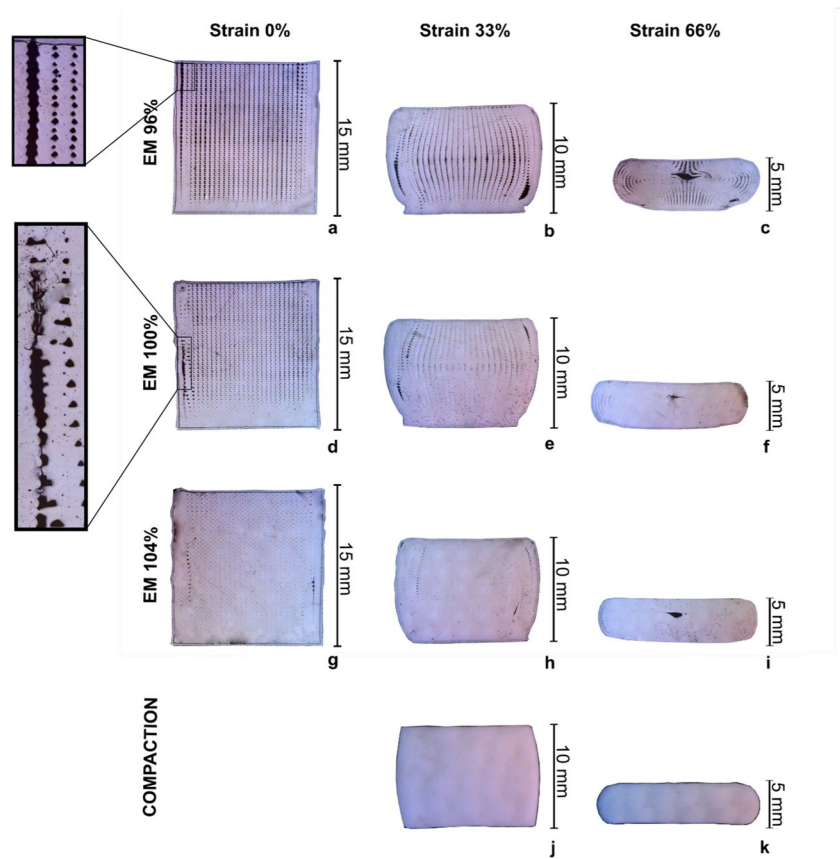 Strain 0%
Strain 33%
Strain 66%
EM 96%
15 mm
10 mm
5 mm
a
b
c
EM 100%
15 mm
10 mm
5 mm
d
e
f
EM 104%
15 mm
10 mm
5 mm
g
h
i
COMPACTION
10 mm
5 mm
j
k